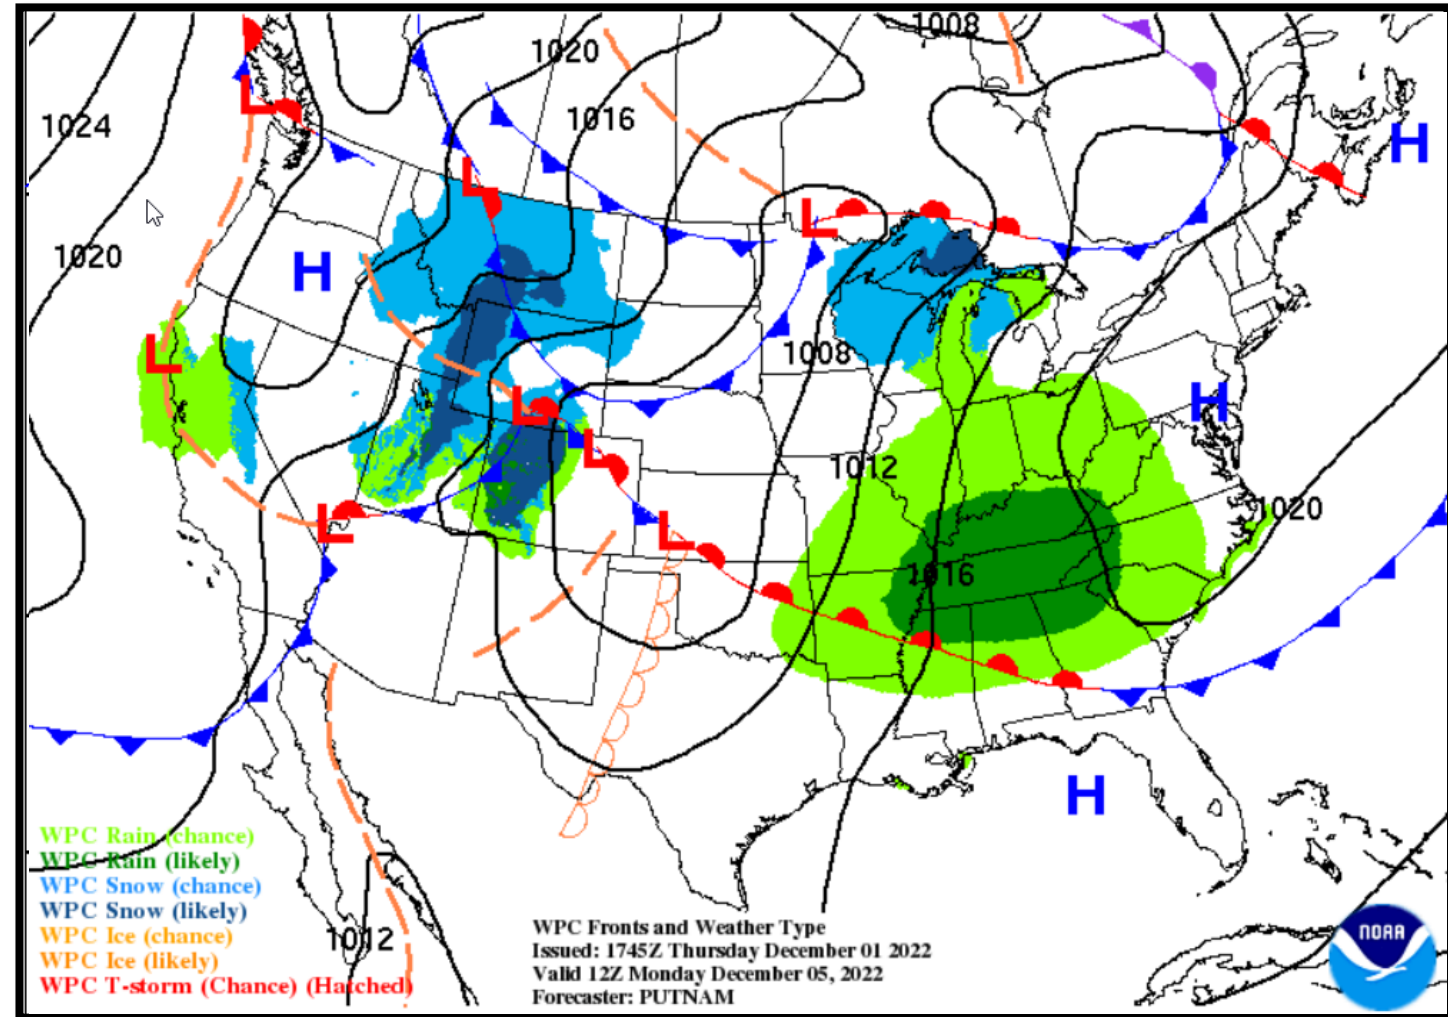 1008
1020
1024
1016
1020
H
H
L
L
L
L
H
1008
L
L
L
1012
L
L
1020
1016
H
WPC Rain (chance)
WPC Rain (likely)
WPC Snow (chance)
WPC Snow (likely)
WPC Ice (chance)
WPC Ice (likely)
WPC T-storm (Chance) (Hatched)
1012
WPC Fronts and Weather Type
Issued: 1745Z Thursday December 01 2022
Valid 12Z Monday December 05, 2022
Forecaster: PUTNAM
NOAA